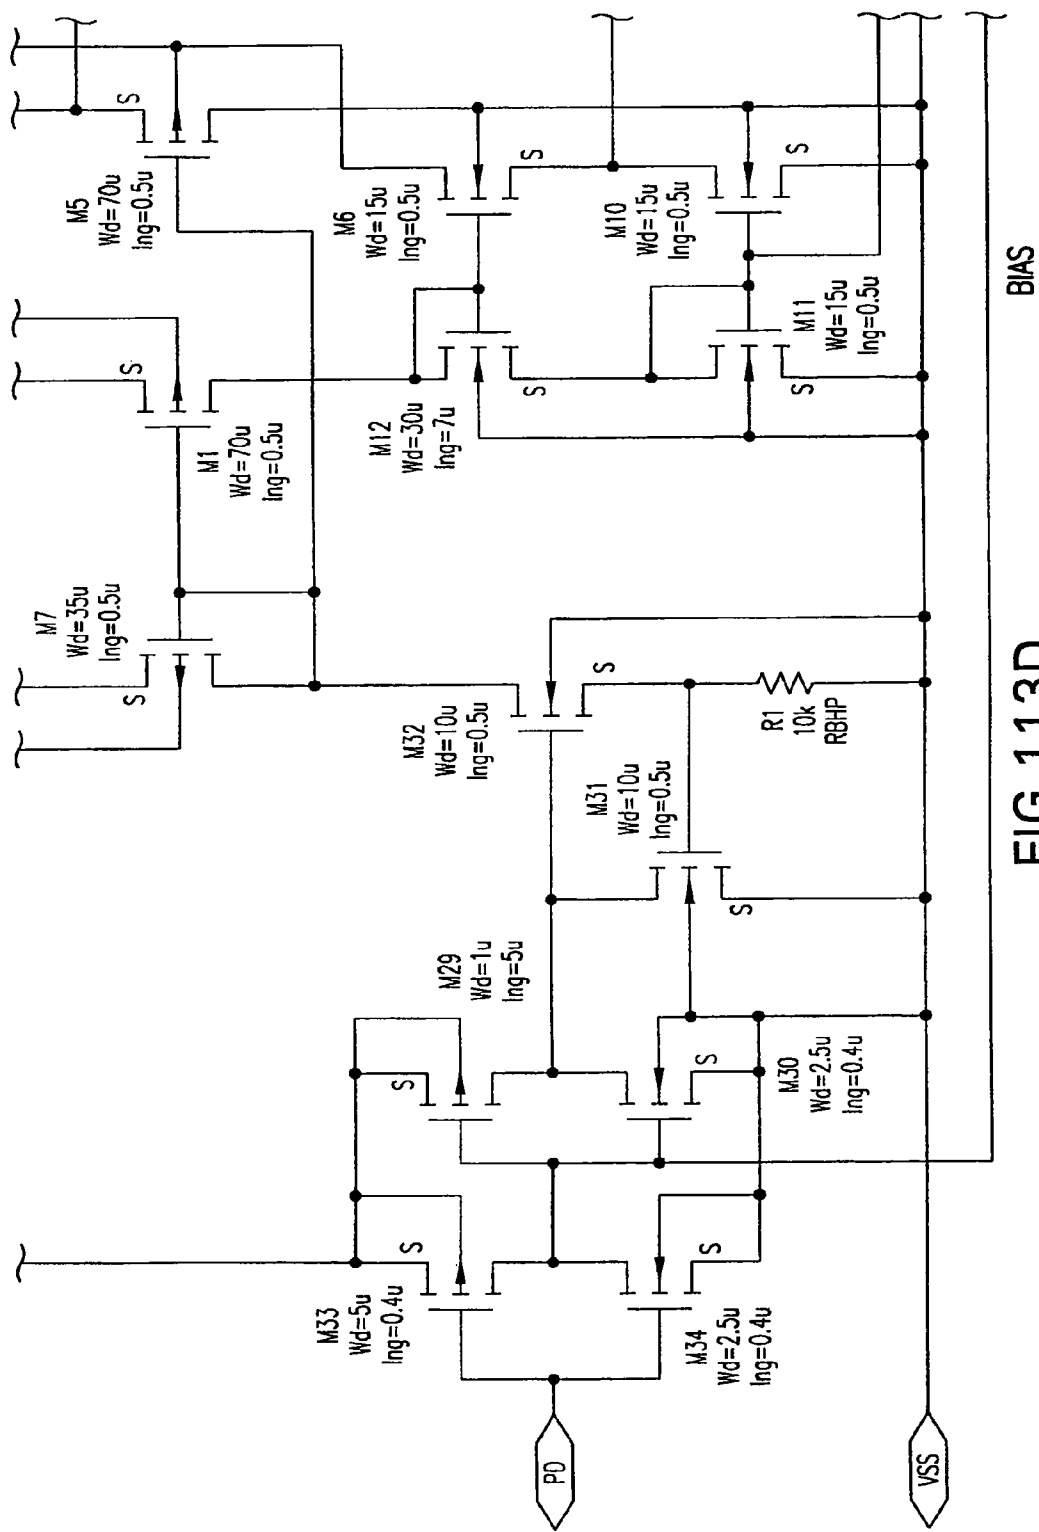 M7
Wd=35u
lng=0.5u
S
M1
Wd=70u
lng=0.5u
S
M5
Wd=70u
lng=0.5u
S
M33
Wd=5u
lng=0.4u
S
M29
Wd=1u
lng=5u
S
M32
Wd=10u
lng=0.5u
S
M12
Wd=30u
lng=7u
S
M6
Wd=15u
lng=0.5u
S
PD
M34
Wd=2.5u
lng=0.4u
S
M30
Wd=2.5u
lng=0.4u
S
M31
Wd=10u
lng=0.5u
S
R1
10k
RBHP
M11
Wd=15u
lng=0.5u
S
M10
Wd=15u
lng=0.5u
S
VSS
BIAS
FIG 113D